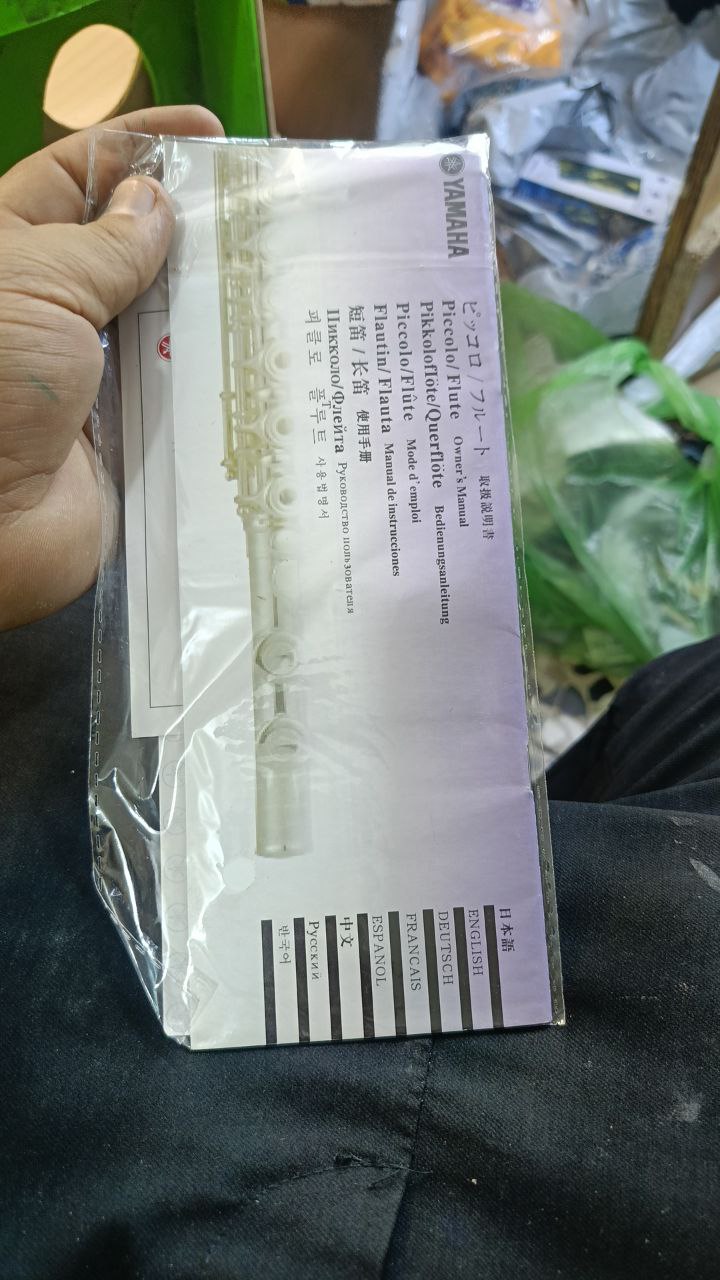 YAMAHA
ピッコロ / フルート 取扱説明書
Piccolo/Flute Owner's Manual
Pikkoloflöte/Querflöte Bedienungsanleitung
Piccolo/Flûte Mode d'emploi
Flautín/Flauta Manual de instrucciones
短笛 / 长笛 使用手册
Пикколо/Флейта Руководство пользователя
피콜로 플루트 사용법명서
日本語
ENGLISH
DEUTSCH
FRANCAIS
ESPANOL
中文
Русский
한국어